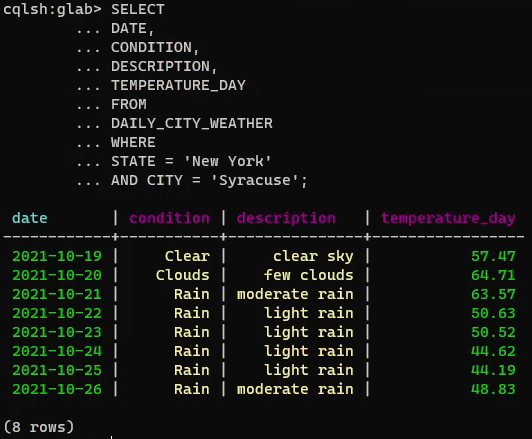 cqlsh:glab> SELECT
... DATE,
... CONDITION,
... DESCRIPTION,
... TEMPERATURE_DAY
... FROM
... DAILY_CITY_WEATHER
... WHERE
... STATE = 'New York'
... AND CITY = 'Syracuse';
date | condition | description | temperature_day
------------+-----------+---------------+-----------------
2021-10-19 | Clear | clear sky | 57.47
2021-10-20 | Clouds | few clouds | 64.71
2021-10-21 | Rain | moderate rain | 63.57
2021-10-22 | Rain | light rain | 50.63
2021-10-23 | Rain | light rain | 50.52
2021-10-24 | Rain | light rain | 44.62
2021-10-25 | Rain | light rain | 44.19
2021-10-26 | Rain | moderate rain | 48.83
(8 rows)